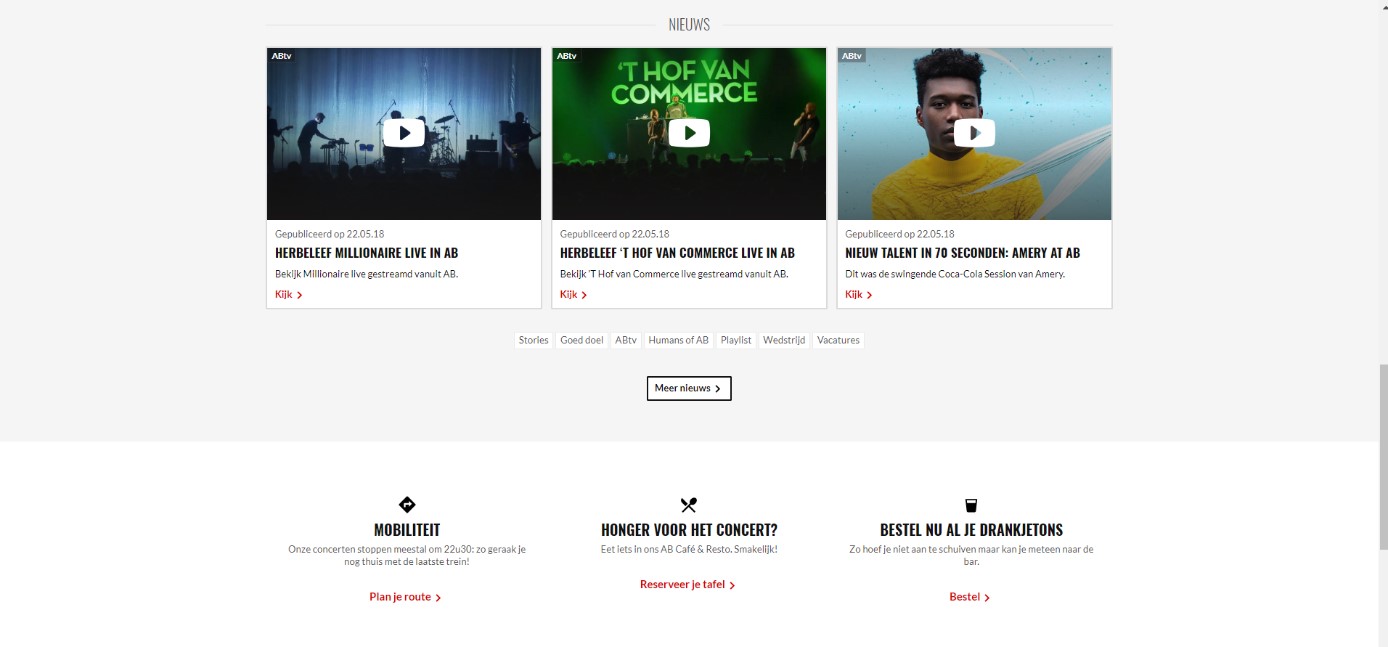 NIEUWS
ABtv
Gepubliceerd op 22.05.18
HERBELEEF MILLIONAIRE LIVE IN AB
Bekijk Millionaire live gestreamd vanuit AB.
Kijk
ABtv
'T HOF VAN
COMMERCE
Gepubliceerd op 22.05.18
HERBELEEF ‘T HOF VAN COMMERCE LIVE IN AB
Bekijk ’T Hof van Commerce live gestreamd vanuit AB.
Kijk
ABtv
Gepubliceerd op 22.05.18
NIEUW TALENT IN 70 SECONDEN: AMERY AT AB
Dit was de swingende Coca-Cola Session van Amery.
Kijk
Stories Goed doel ABtv Humans of AB Playlist Wedstrijd Vacatures
Meer nieuws
MOBILITEIT
Onze concerten stoppen meestal om 22u30: zo geraak je
nog thuis met de laatste trein!
Plan je route
HONGER VOOR HET CONCERT?
Eet iets in ons AB Café & Resto. Smakelijk!
Reserveer je tafel
BESTEL NU AL JE DRANKJETONS
Zo hoef je niet aan te schuiven maar kan je meteen naar de
bar.
Bestel